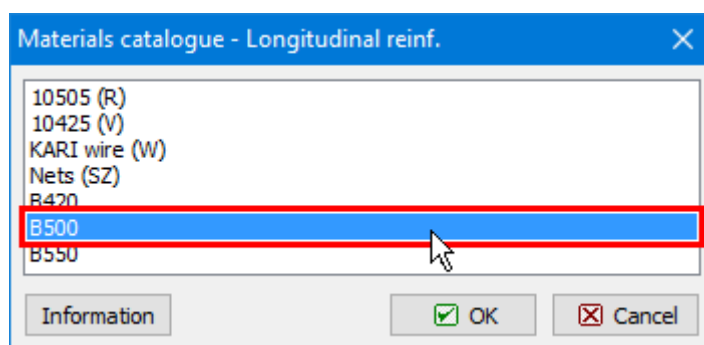 Materials catalogue - Longitudinal reinf.
10505 (R)
10425 (V)
KARI wire (W)
Nets (SZ)
B420
B500
B550
Information
OK
Cancel